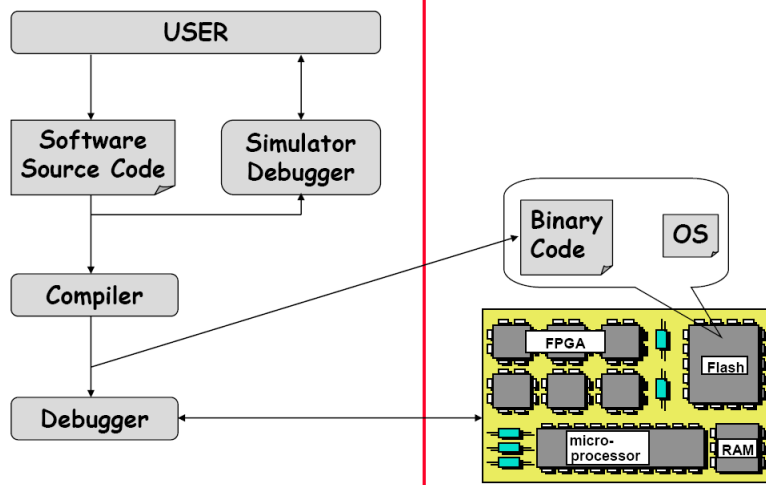 USER
Software
Source Code
Simulator
Debugger
Compiler
Debugger
Binary
Code
OS
FPGA
Flash
micro-
processor
RAM